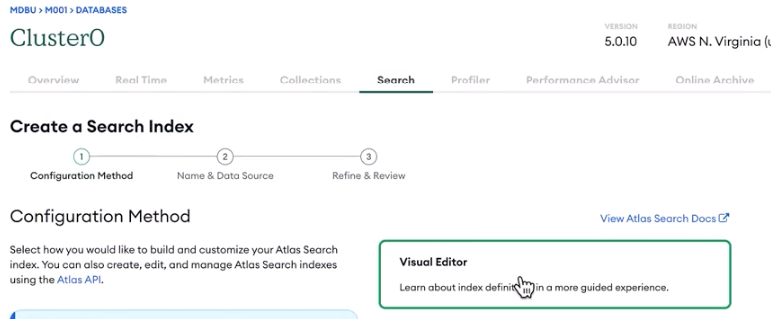 MDBU > M001 > DATABASES
Cluster0
VERSION
5.0.10
REGION
AWS N. Virginia
Overview Real Time Metrics Collections Search Profiler Performance Advisor Online Archive
Create a Search Index
1 2 3
Configuration Method Name & Data Source Refine & Review
Configuration Method
View Atlas Search Docs
Select how you would like to build and customize your Atlas Search
index. You can also create, edit, and manage Atlas Search indexes
using the Atlas API.
Visual Editor
Learn about index in a more guided experience.